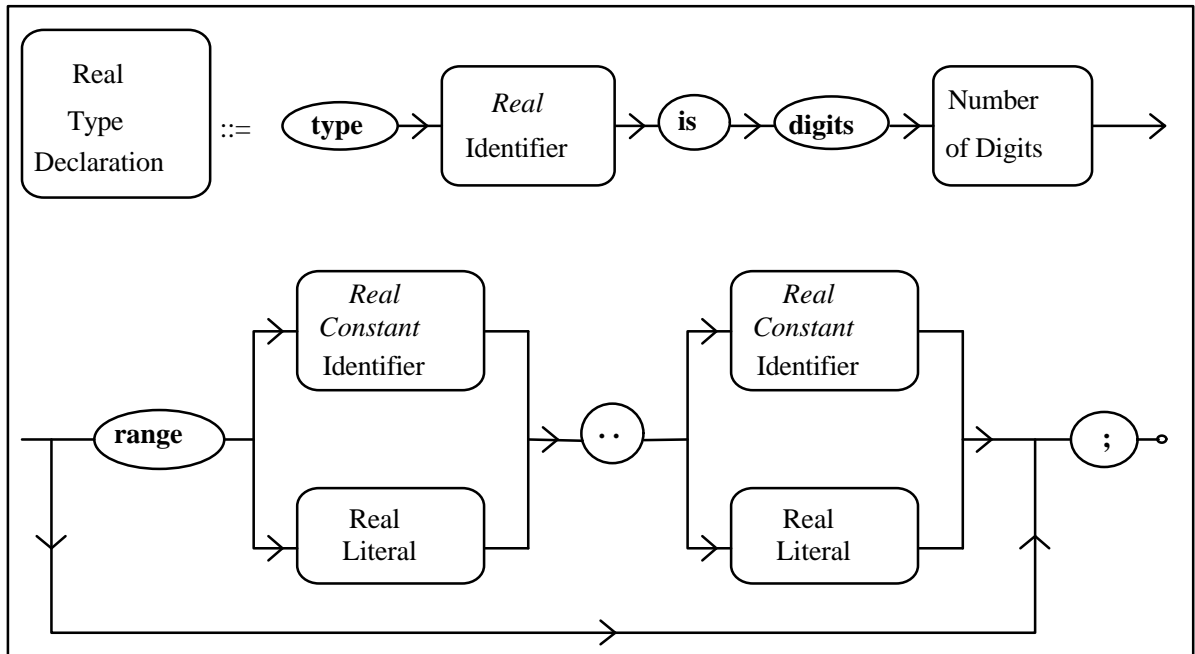 Real
Type
Declaration
::=
type
Real
Identifier
is
digits
Number
of Digits
range
Real
Constant
Identifier
Real
Literal
..
Real
Constant
Identifier
Real
Literal
;